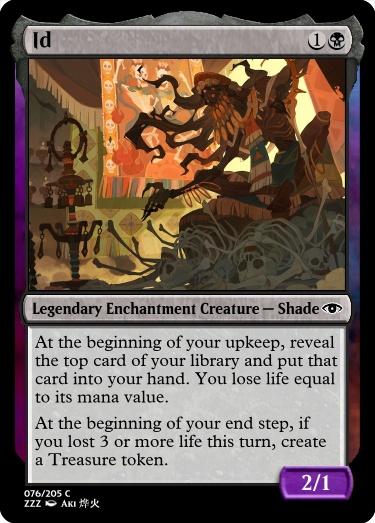 Id 1
Legendary Enchantment Creature — Shade
At the beginning of your upkeep, reveal
the top card of your library and put that
card into your hand. You lose life equal
to its mana value.
At the beginning of your end step, if
you lost 3 or more life this turn, create
a Treasure token.
2/1
076/205 C
ZZZ Aki 烨火